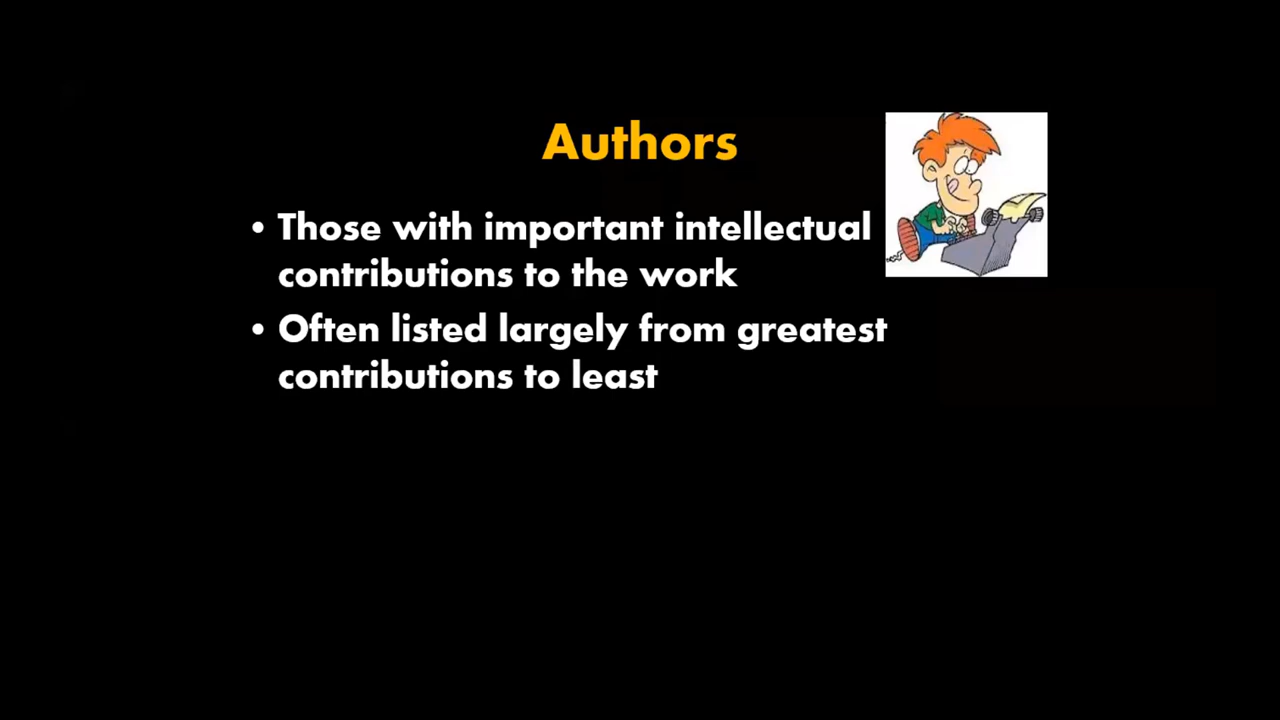 Authors
• Those with important intellectual
contributions to the work
• Often listed largely from greatest
contributions to least